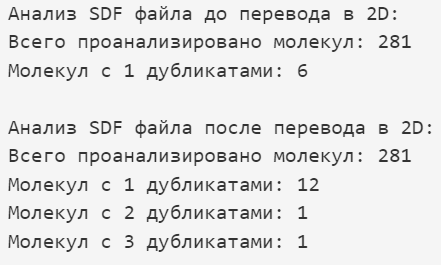 Анализ SDF файла до перевода в 2D:
Всего проанализировано молекул: 281
Молекул с 1 дубликатами: 6
Анализ SDF файла после перевода в 2D:
Всего проанализировано молекул: 281
Молекул с 1 дубликатами: 12
Молекул с 2 дубликатами: 1
Молекул с 3 дубликатами: 1